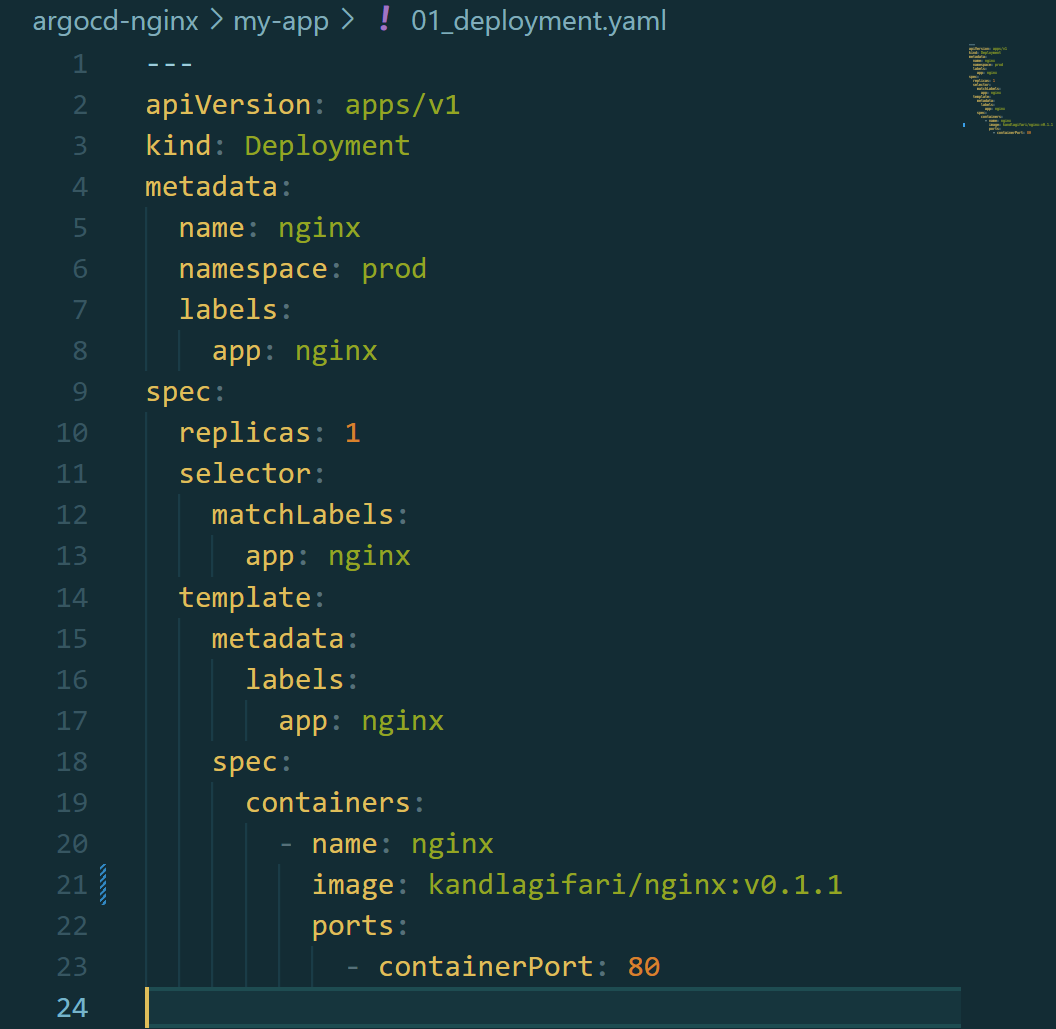 argocd-nginx > my-app > ! 01_deployment.yaml
1 ---
2 apiVersion: apps/v1
3 kind: Deployment
4 metadata:
5   name: nginx
6   namespace: prod
7   labels:
8     app: nginx
9 spec:
10   replicas: 1
11   selector:
12     matchLabels:
13       app: nginx
14   template:
15     metadata:
16       labels:
17         app: nginx
18     spec:
19       containers:
20         - name: nginx
21           image: kandlagifari/nginx:v0.1.1
22           ports:
23             - containerPort: 80
24